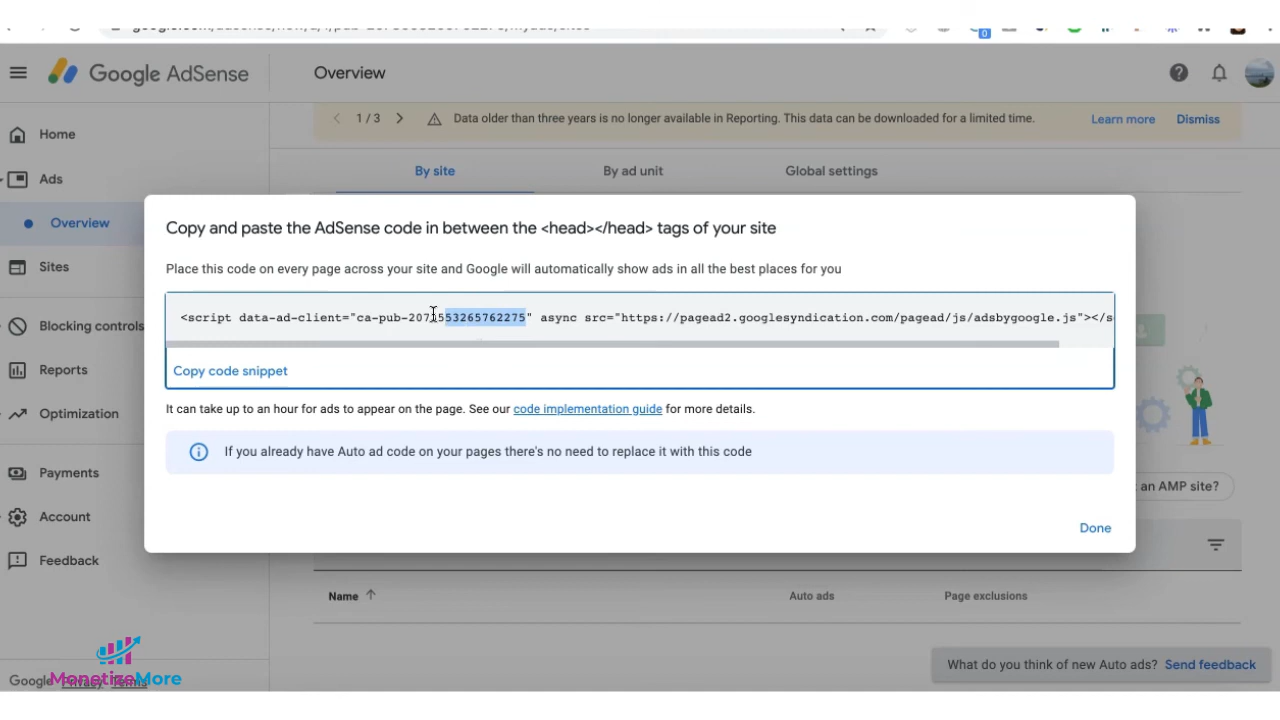 Google AdSense
Overview
Home
Ads
Overview
Sites
Blocking controls
Reports
Optimization
Payments
Account
Feedback
1 / 3
Data older than three years is no longer available in Reporting. This data can be downloaded for a limited time.
Learn more
Dismiss
By site
By ad unit
Global settings
Copy and paste the AdSense code in between the <head></head> tags of your site
Place this code on every page across your site and Google will automatically show ads in all the best places for you
async src="https://pagead2.googlesyndication.com/pagead/js/adsbygoogle.js"></s
Copy code snippet
It can take up to an hour for ads to appear on the page. See our code implementation guide for more details.
If you already have Auto ad code on your pages there's no need to replace it with this code
an AMP site?
Done
Name
Auto ads
Page exclusions
What do you think of new Auto ads? Send feedback
Google Privacy Terms
MonetizeMore
0